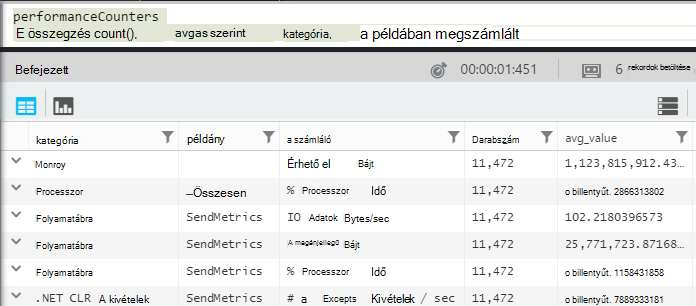 performanceCounters
E összegzés count(). avgas szerint kategória, a példában megszámlált
Befejezett 00:00:01:451 6 rekordok betöltése
kategória példány a számláló Darabszám avg_value
Monroy Érhető el Bájt 11,472 1,123,815,912.43...
Processzor —Összesen % Processzor Idő 11,472 o billentyűt. 2866313802
Folyamatábra SendMetrics IO Adatok Bytes/sec 11,472 102.2180396573
Folyamatábra SendMetrics A magánjellegű Bájt 11,472 25,771,723.87168...
Folyamatábra SendMetrics % Processzor Idő 11,472 o billentyűt. 1158431858
.NET CLR A kivételek SendMetrics # a Excepts Kivételek / sec 11,472 o billentyűt. 7889333181